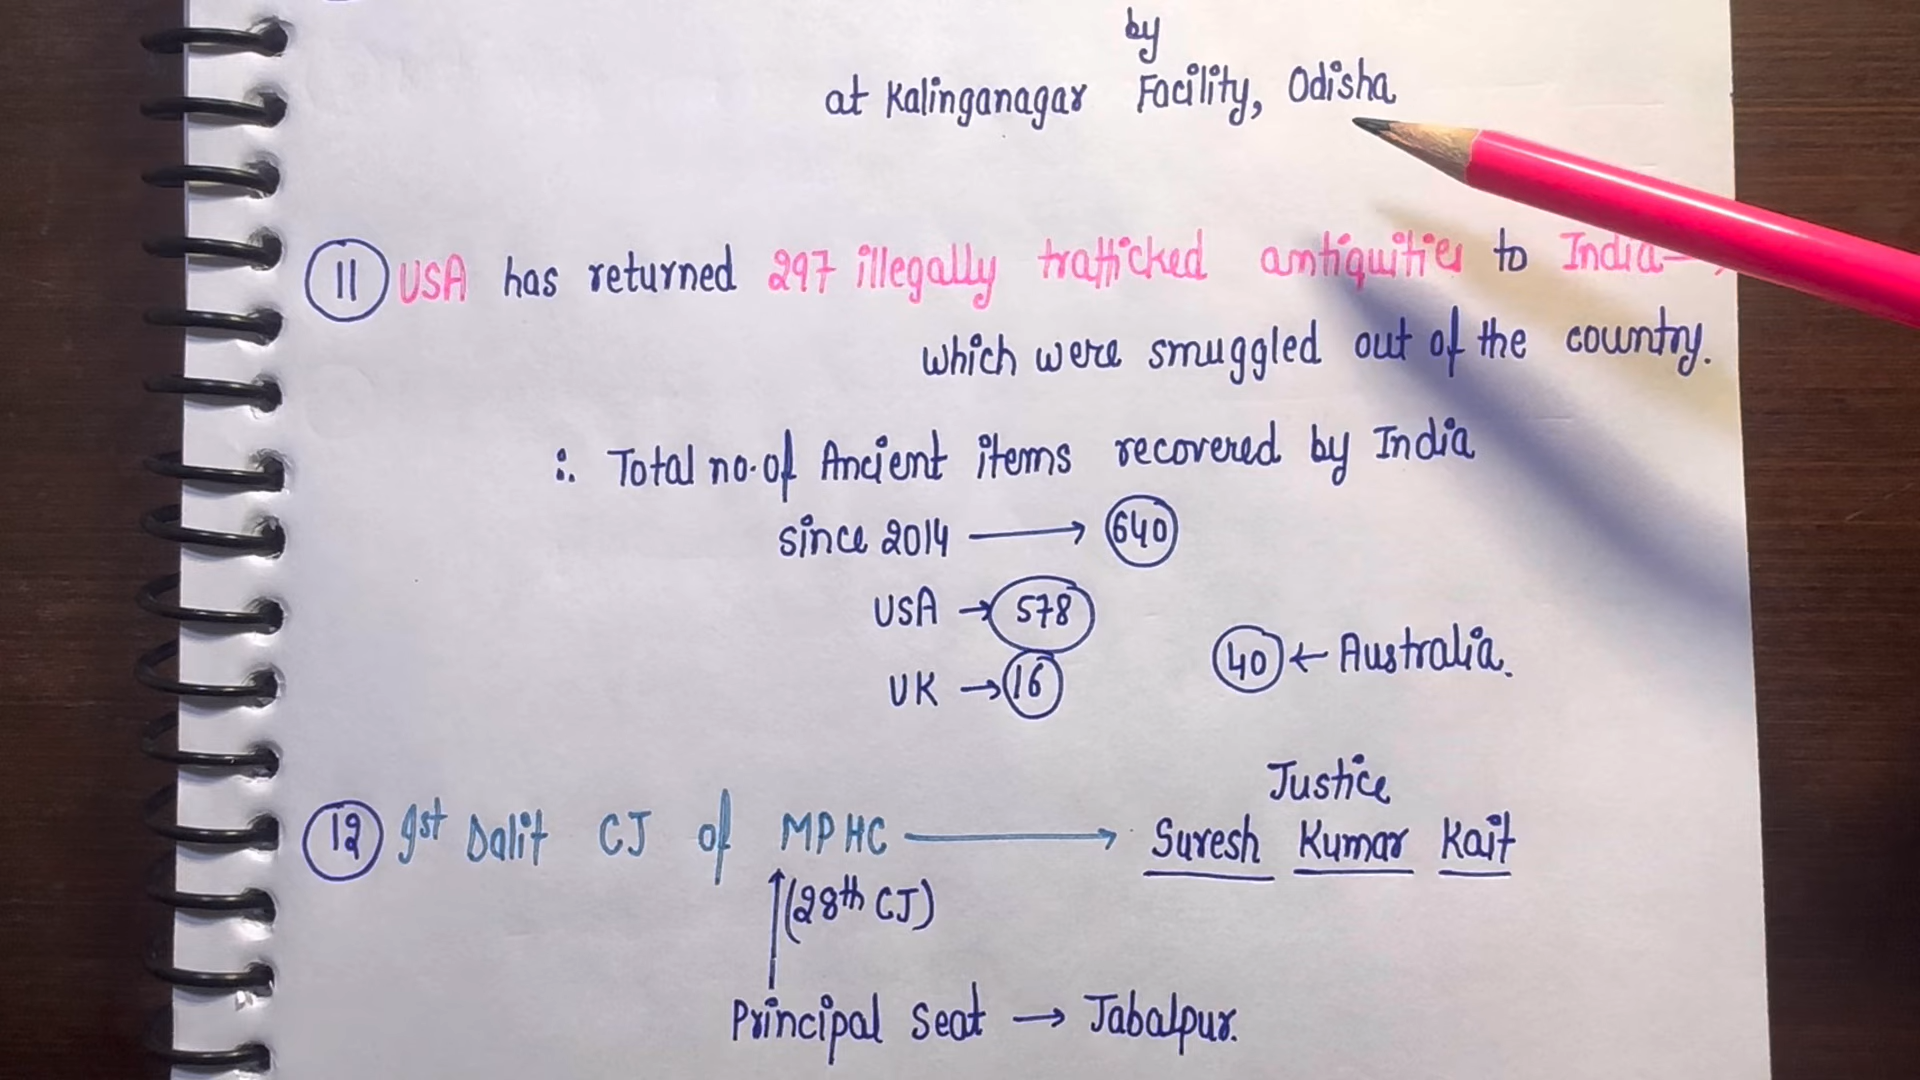 by
at Kalinganagar Facility, Odisha
11 USA has returned 297 illegally trafficked antiquities to India
which were smuggled out of the country.
∴ Total no. of Ancient items recovered by India
since 2014 → 640
USA → 578
40 ← Australia.
UK → 16
Justice
12 1st Dalit CJ of MPHC → Suresh Kumar Kait
(28th CJ)
Principal seat → Jabalpur.